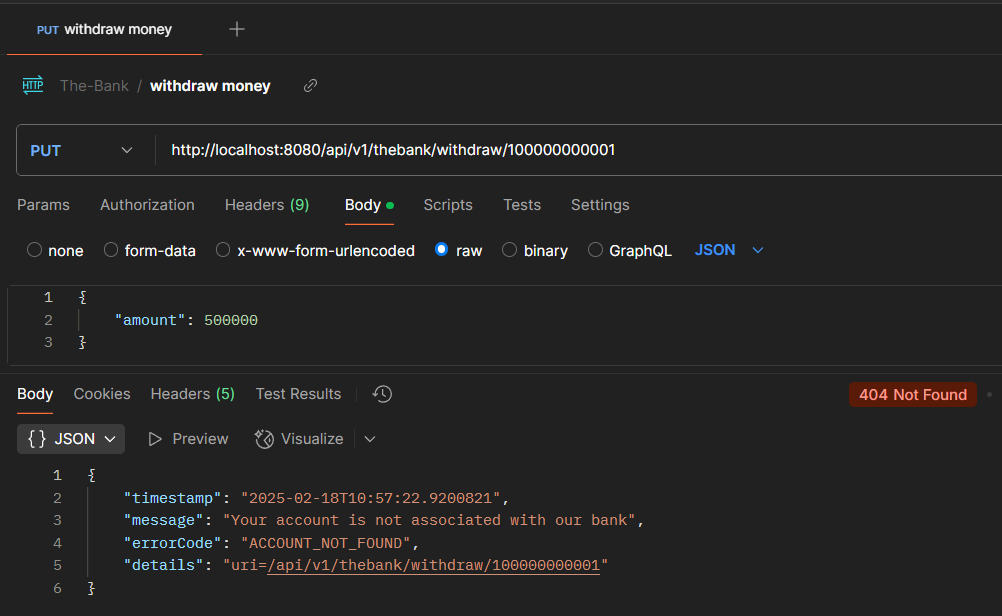 PUT withdraw money +
HTTP The-Bank / withdraw money
PUT http://localhost:8080/api/v1/thebank/withdraw/100000000001
Params Authorization Headers (9) Body Scripts Tests Settings
none form-data x-www-form-urlencoded raw binary GraphQL JSON
1 {
2 "amount": 500000
3 }
Body Cookies Headers (5) Test Results 404 Not Found
{} JSON Preview Visualize
1 {
2 "timestamp": "2025-02-18T10:57:22.9200821",
3 "message": "Your account is not associated with our bank",
4 "errorCode": "ACCOUNT_NOT_FOUND",
5 "details": "uri=/api/v1/thebank/withdraw/100000000001"
6 }